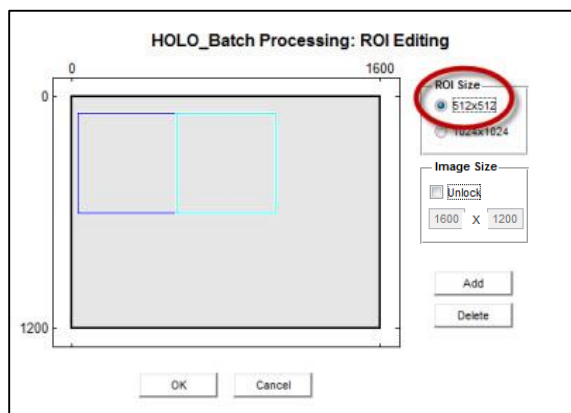 HOLO_Batch Processing: ROI Editing
0 1600
0
1200
ROI Size
512x512
1024x1024
Image Size
Unlock
1600 X 1200
Add
Delete
OK Cancel